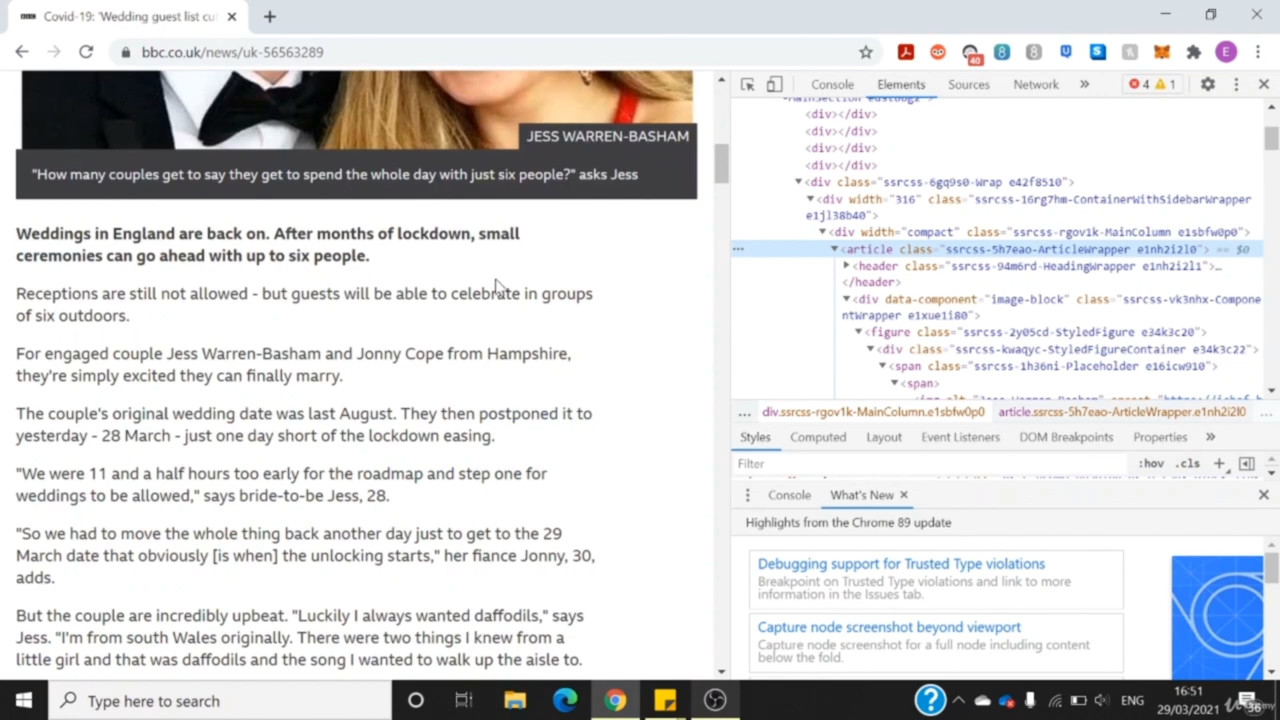 Covid-19: 'Wedding guest list cu
bbc.co.uk/news/uk-56563289
40
E
JESS WARREN-BASHAM
"How many couples get to say they get to spend the whole day with just six people?" asks Jess
Weddings in England are back on. After months of lockdown, small
ceremonies can go ahead with up to six people.
Receptions are still not allowed - but guests will be able to celebrate in groups
of six outdoors.
For engaged couple Jess Warren-Basham and Jonny Cope from Hampshire,
they're simply excited they can finally marry.
The couple's original wedding date was last August. They then postponed it to
yesterday - 28 March - just one day short of the lockdown easing.
"We were 11 and a half hours too early for the roadmap and step one for
weddings to be allowed," says bride-to-be Jess, 28.
"So we had to move the whole thing back another day just to get to the 29
March date that obviously [is when] the unlocking starts," her fiance Jonny, 30,
adds.
But the couple are incredibly upbeat. "Luckily I always wanted daffodils," says
Jess. "I'm from south Wales originally. There were two things I knew from a
little girl and that was daffodils and the song I wanted to walk up the aisle to.
Console Elements Sources Network » 4 1
<div></div>
<div></div>
<div></div>
<div></div>
<div class="ssrcss-6gq9s0-Wrap e42f8510">
<div width="316" class="ssrcss-16rg7hm-ContainerWithSidebarWrapper
e1jl38b40">
<div width="compact" class="ssrcss-rgov1k-MainColumn e1sbfw0p0">
<article class="ssrcss-5h7eao-ArticleWrapper e1nh2i2l0"> == $0
<header class="ssrcss-94m6rd-HeadingWrapper e1nh2i2l1">…
</header>
<div data-component="image-block" class="ssrcss-vk3nhx-Compone
ntWrapper e1xue1i80">
<figure class="ssrcss-2y05cd-StyledFigure e34k3c20">
<div class="ssrcss-kwaqyc-StyledFigureContainer e34k3c22">
<span class="ssrcss-1h36ni-Placeholder e16icw910">
<span>
... div.ssrcss-rgov1k-MainColumn.e1sbfw0p0 article.ssrcss-5h7eao-ArticleWrapper.e1nh2i2l0 ...
Styles Computed Layout Event Listeners DOM Breakpoints Properties »
Filter :hov .cls +
Console What's New
Highlights from the Chrome 89 update
Debugging support for Trusted Type violations
Breakpoint on Trusted Type violations and link to more
information in the Issues tab.
Capture node screenshot beyond viewport
Capture node screenshot for a full node including content
below the fold.
Type here to search
ENG
16:51
29/03/2021